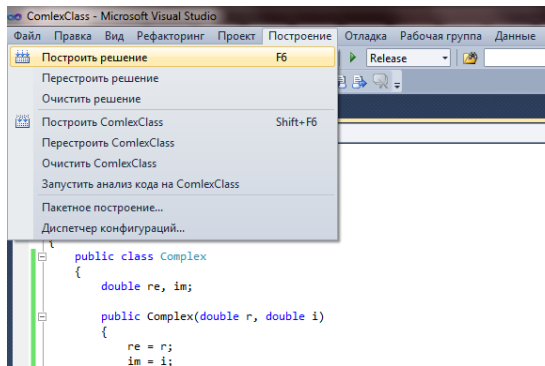 ComlexClass - Microsoft Visual Studio
Файл Правка Вид Рефакторинг Проект Построение Отладка Рабочая группа Данные
Построить решение F6
Release
Перестроить решение
Очистить решение
Построить ComlexClass Shift+F6
Перестроить ComlexClass
Очистить ComlexClass
Запустить анализ кода на ComlexClass
Пакетное построение...
Диспетчер конфигураций...
{
public class Complex
{
double re, im;
public Complex(double r, double i)
{
re = r;
im = i;